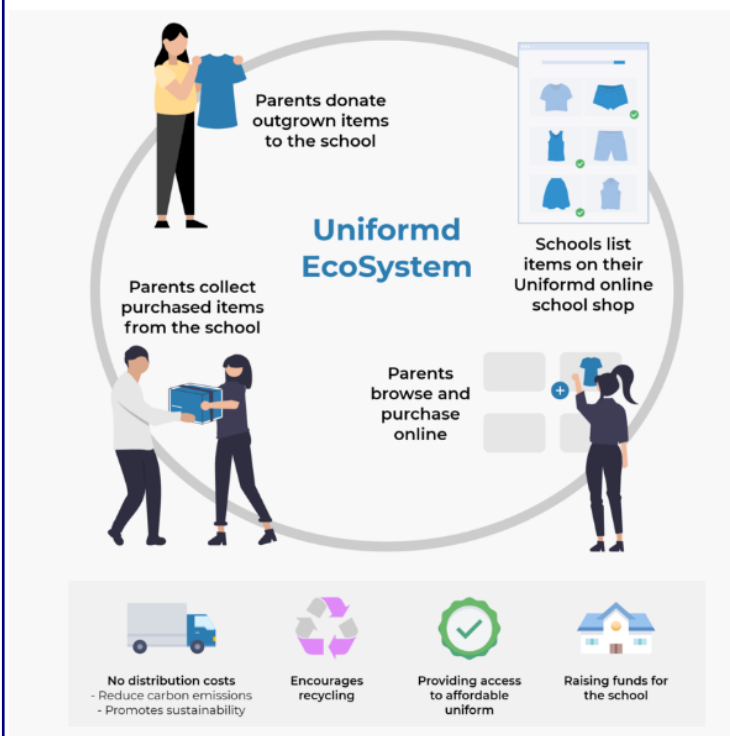 Parents donate
outgrown items
to the school
Uniformd
EcoSystem
Schools list
items on their
Uniformd online
school shop
Parents collect
purchased items
from the school
Parents
browse and
purchase
online
No distribution costs
- Reduce carbon emissions
- Promotes sustainability
Encourages
recycling
Providing access
to affordable
uniform
Raising funds for
the school